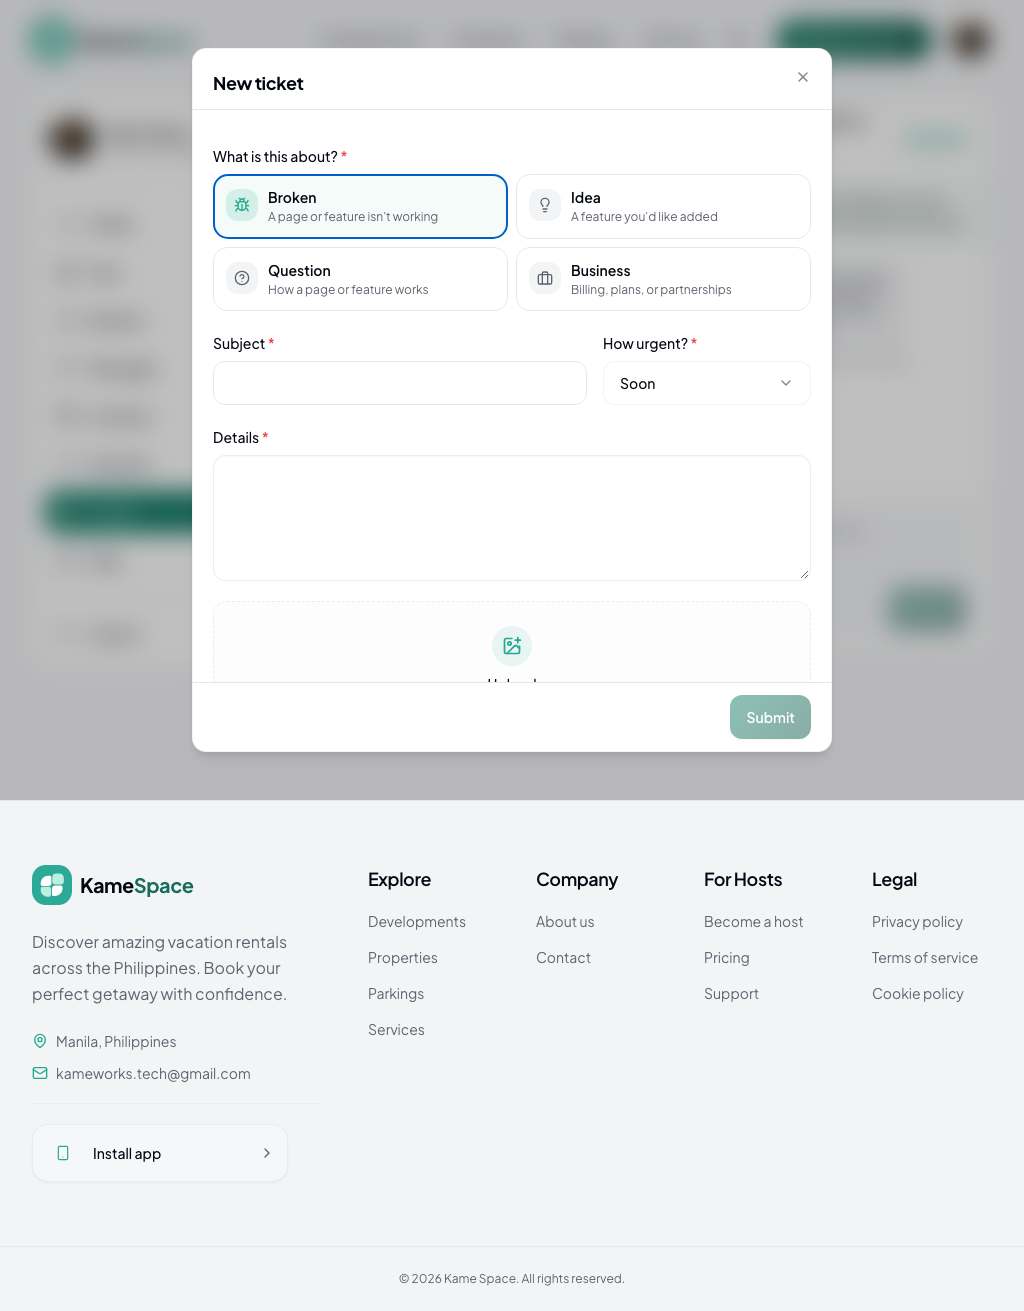 New ticket
What is this about? *
Broken
A page or feature isn't working
Idea
A feature you'd like added
Question
How a page or feature works
Business
Billing, plans, or partnerships
Subject *
How urgent? *
Soon
Details *
Submit
KameSpace
Discover amazing vacation rentals
across the Philippines. Book your
perfect getaway with confidence.
Manila, Philippines
kameworks.tech@gmail.com
Install app
Explore
Developments
Properties
Parkings
Services
Company
About us
Contact
For Hosts
Become a host
Pricing
Support
Legal
Privacy policy
Terms of service
Cookie policy
© 2026 Kame Space. All rights reserved.